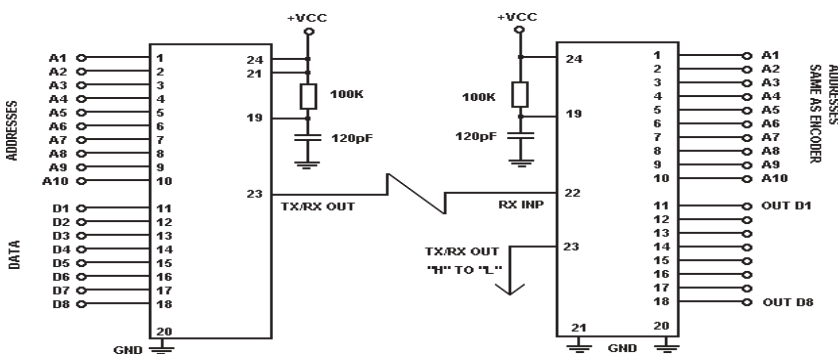 +VCC
+VCC
A1 1
A2 2
A3 3
A4 4
A5 5
A6 6
A7 7
A8 8
A9 9
A10 10
ADDRESSES
D1 11
D2 12
D3 13
D4 14
D5 15
D6 16
D7 17
D8 18
DATA
20
GND
24
21
100K
19
120pF
23
TX/RX OUT
RX INP
22
TX/RX OUT
"H" TO "L"
23
24
100K
19
120pF
21
GND
20
1 A1
2 A2
3 A3
4 A4
5 A5
6 A6
7 A7
8 A8
9 A9
10 A10
ADDRESSES
SAME AS ENCODER
11 OUT D1
12
13
14
15
16
17
18 OUT D8